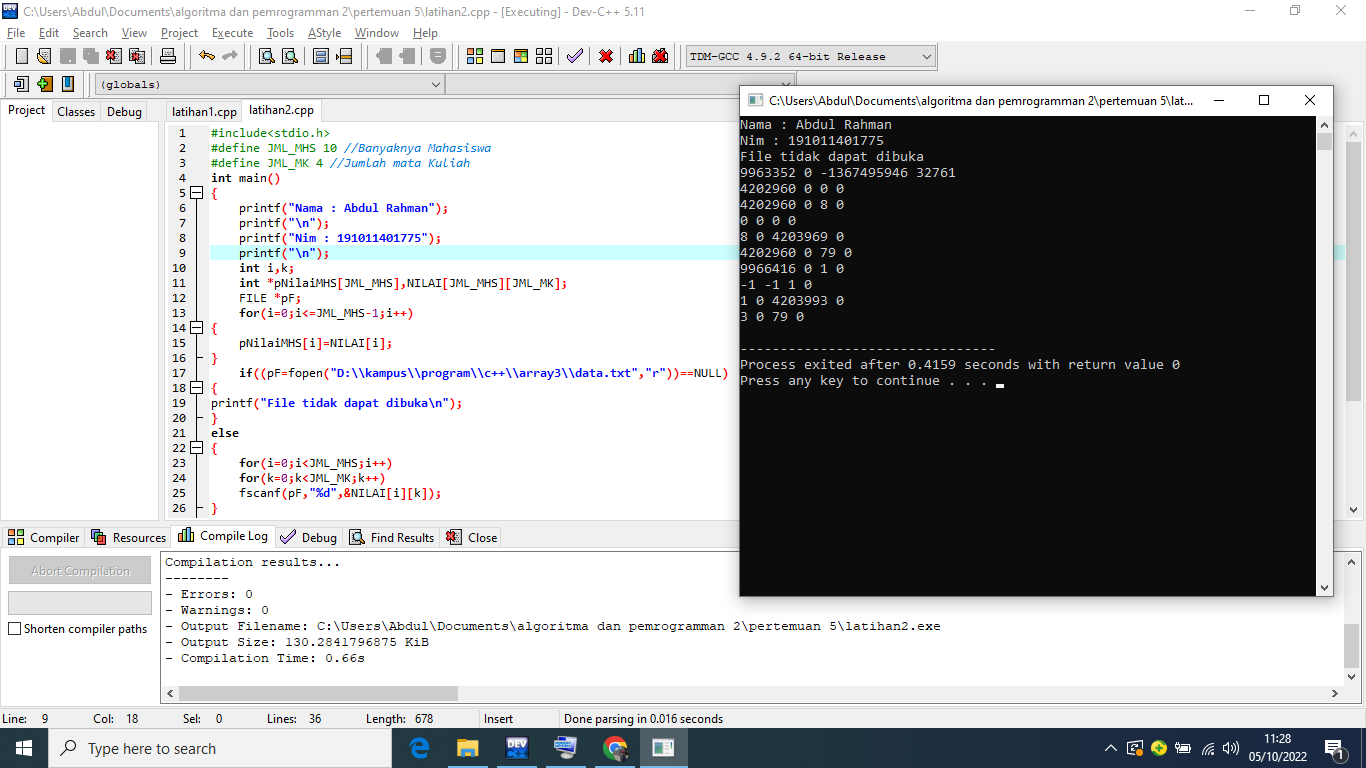 C:\Users\Abdul\Documents\algoritma dan pemrogramman 2\pertemuan 5\latihan2.cpp - [Executing] - Dev-C++ 5.11
File Edit Search View Project Execute Tools AStyle Window Help
TDM-GCC 4.9.2 64-bit Release
(globals)
Project Classes Debug
latihan1.cpp latihan2.cpp
1 #include<stdio.h>
2 #define JML_MHS 10 //Banyaknya Mahasiswa
3 #define JML_MK 4 //Jumlah mata Kuliah
4 int main()
5 {
6 printf("Nama : Abdul Rahman");
7 printf("\n");
8 printf("Nim : 191011401775");
9 printf("\n");
10 int i,k;
11 int *pNilaiMHS[JML_MHS],NILAI[JML_MHS][JML_MK];
12 FILE *pF;
13 for(i=0;i<=JML_MHS-1;i++)
14 {
15 pNilaiMHS[i]=NILAI[i];
16 }
17 if((pF=fopen("D:\\kampus\\program\\c++\\array3\\data.txt","r"))==NULL)
18 {
19 printf("File tidak dapat dibuka\n");
20 }
21 else
22 {
23 for(i=0;i<JML_MHS;i++)
24 for(k=0;k<JML_MK;k++)
25 fscanf(pF,"%d",&NILAI[i][k]);
26 }
C:\Users\Abdul\Documents\algoritma dan pemrogramman 2\pertemuan 5\lat...
Nama : Abdul Rahman
Nim : 191011401775
File tidak dapat dibuka
9963352 0 -1367495946 32761
4202960 0 0 0
4202960 0 8 0
0 0 0 0
8 0 4203969 0
4202960 0 79 0
9966416 0 1 0
-1 -1 1 0
1 0 4203993 0
3 0 79 0
--------------------------------
Process exited after 0.4159 seconds with return value 0
Press any key to continue . . .
Compiler Resources Compile Log Debug Find Results Close
Abort Compilation
Shorten compiler paths
Compilation results...
--------
- Errors: 0
- Warnings: 0
- Output Filename: C:\Users\Abdul\Documents\algoritma dan pemrogramman 2\pertemuan 5\latihan2.exe
- Output Size: 130.2841796875 KiB
- Compilation Time: 0.66s
Line: 9 Col: 18 Sel: 0 Lines: 36 Length: 678 Insert Done parsing in 0.016 seconds
Type here to search
DEV
11:28
05/10/2022
1